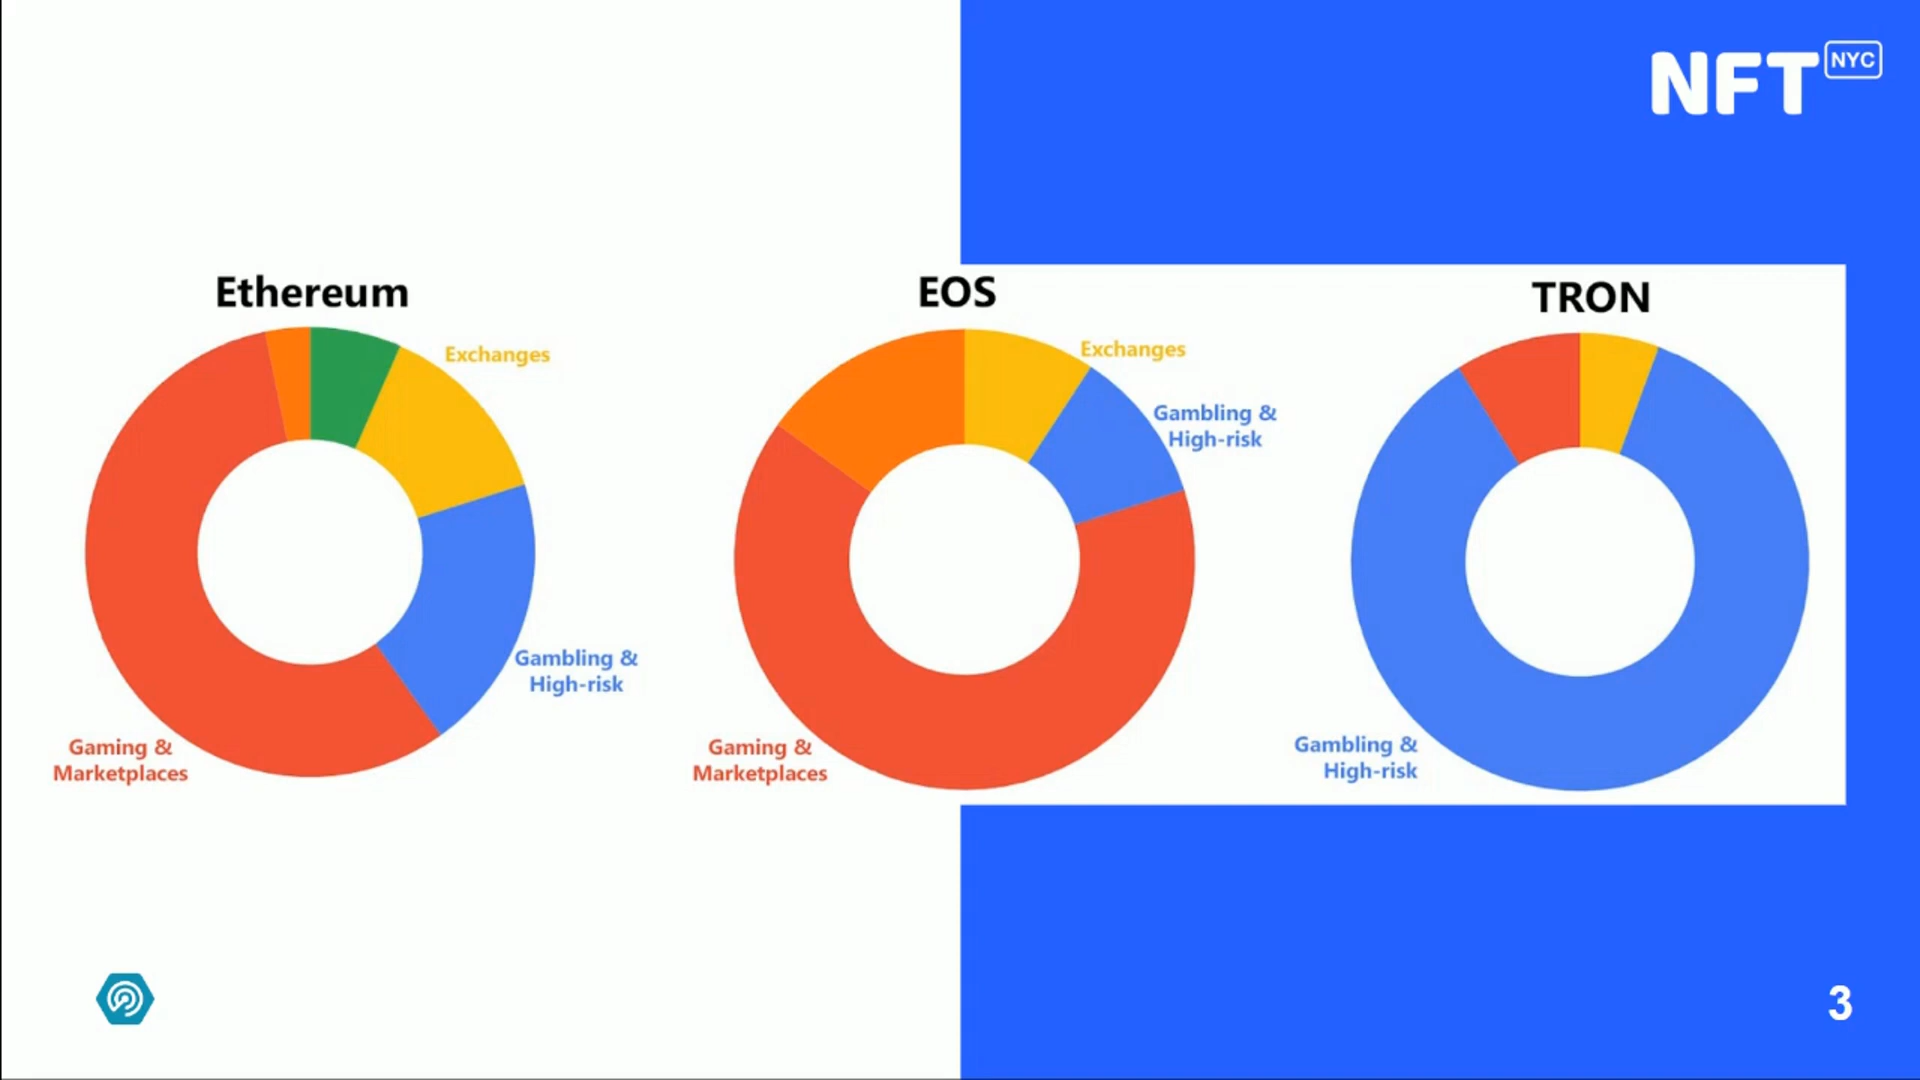 NFT NYC
Ethereum
Exchanges
Gambling &
High-risk
Gaming &
Marketplaces
EOS
Exchanges
Gambling &
High-risk
Gaming &
Marketplaces
TRON
Gambling &
High-risk
3